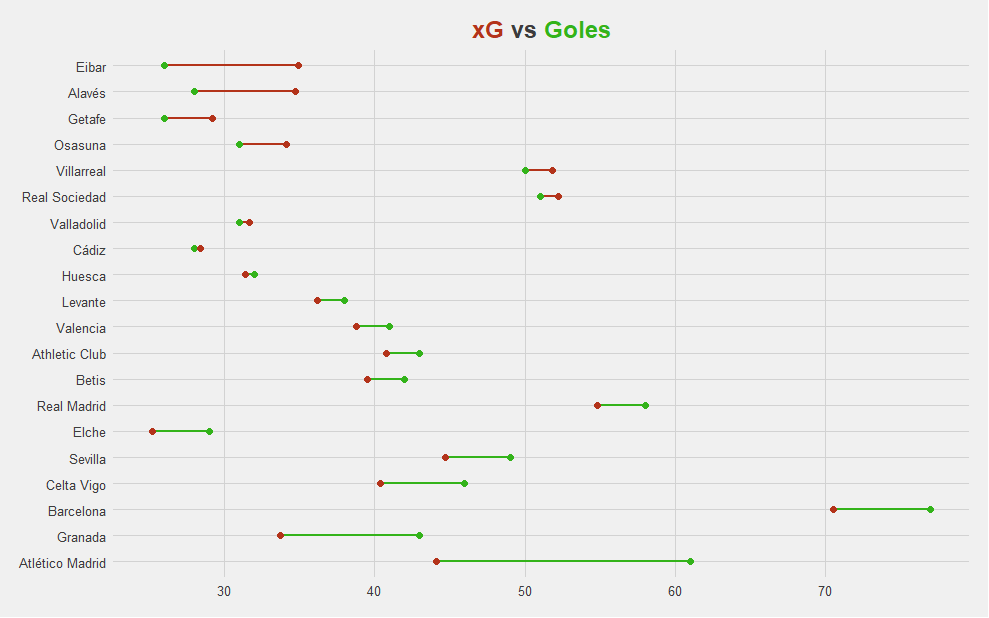 xG vs Goles
Eibar
Alavés
Getafe
Osasuna
Villarreal
Real Sociedad
Valladolid
Cádiz
Huesca
Levante
Valencia
Athletic Club
Betis
Real Madrid
Elche
Sevilla
Celta Vigo
Barcelona
Granada
Atlético Madrid
30 40 50 60 70